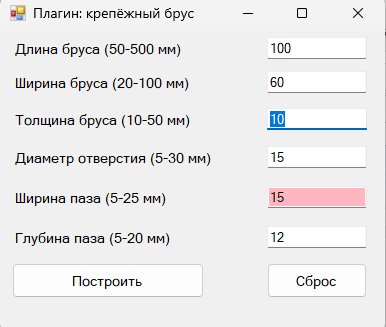 Плагин: крепёжный брус
Длина бруса (50-500 мм) 100
Ширина бруса (20-100 мм) 60
Толщина бруса (10-50 мм) 10
Диаметр отверстия (5-30 мм) 15
Ширина паза (5-25 мм) 15
Глубина паза (5-20 мм) 12
Построить Сброс